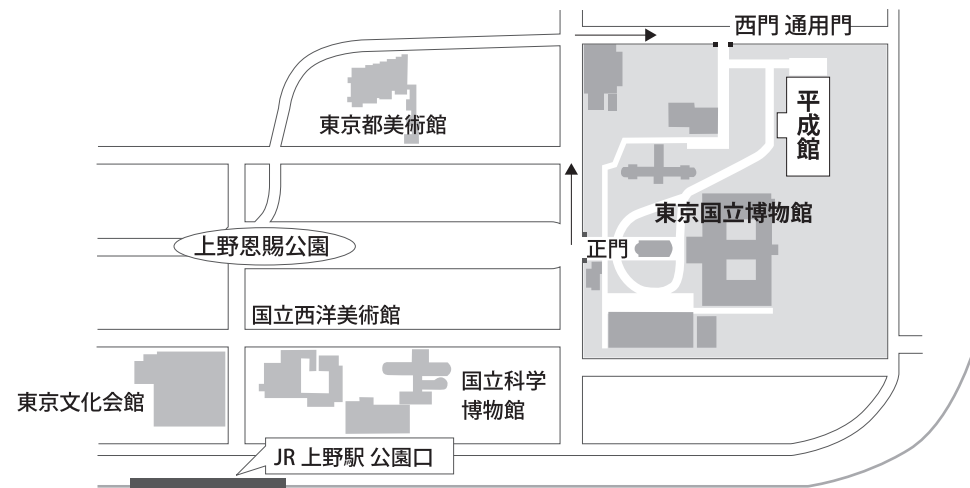 西門 通用門
平成館
東京都美術館
東京国立博物館
上野恩賜公園
正門
国立西洋美術館
国立科学
博物館
東京文化会館
JR 上野駅 公園口